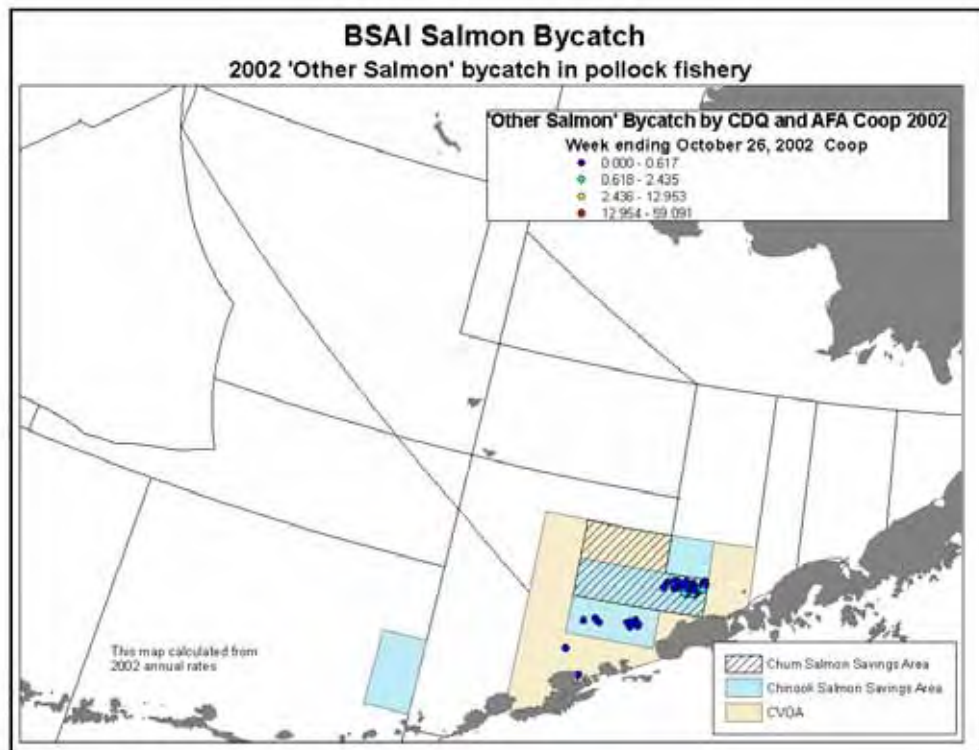 BSAI Salmon Bycatch
2002 'Other Salmon' bycatch in pollock fishery
'Other Salmon' Bycatch by CDQ and AFA Coop 2002
Week ending October 26, 2002 Coop
0.000 - 0.617
0.618 - 2.435
2.436 - 12.953
12.954 - 59.091
This map calculated from
2002 annual rates
Chum Salmon Savings Area
Chinook Salmon Savings Area
CVOA